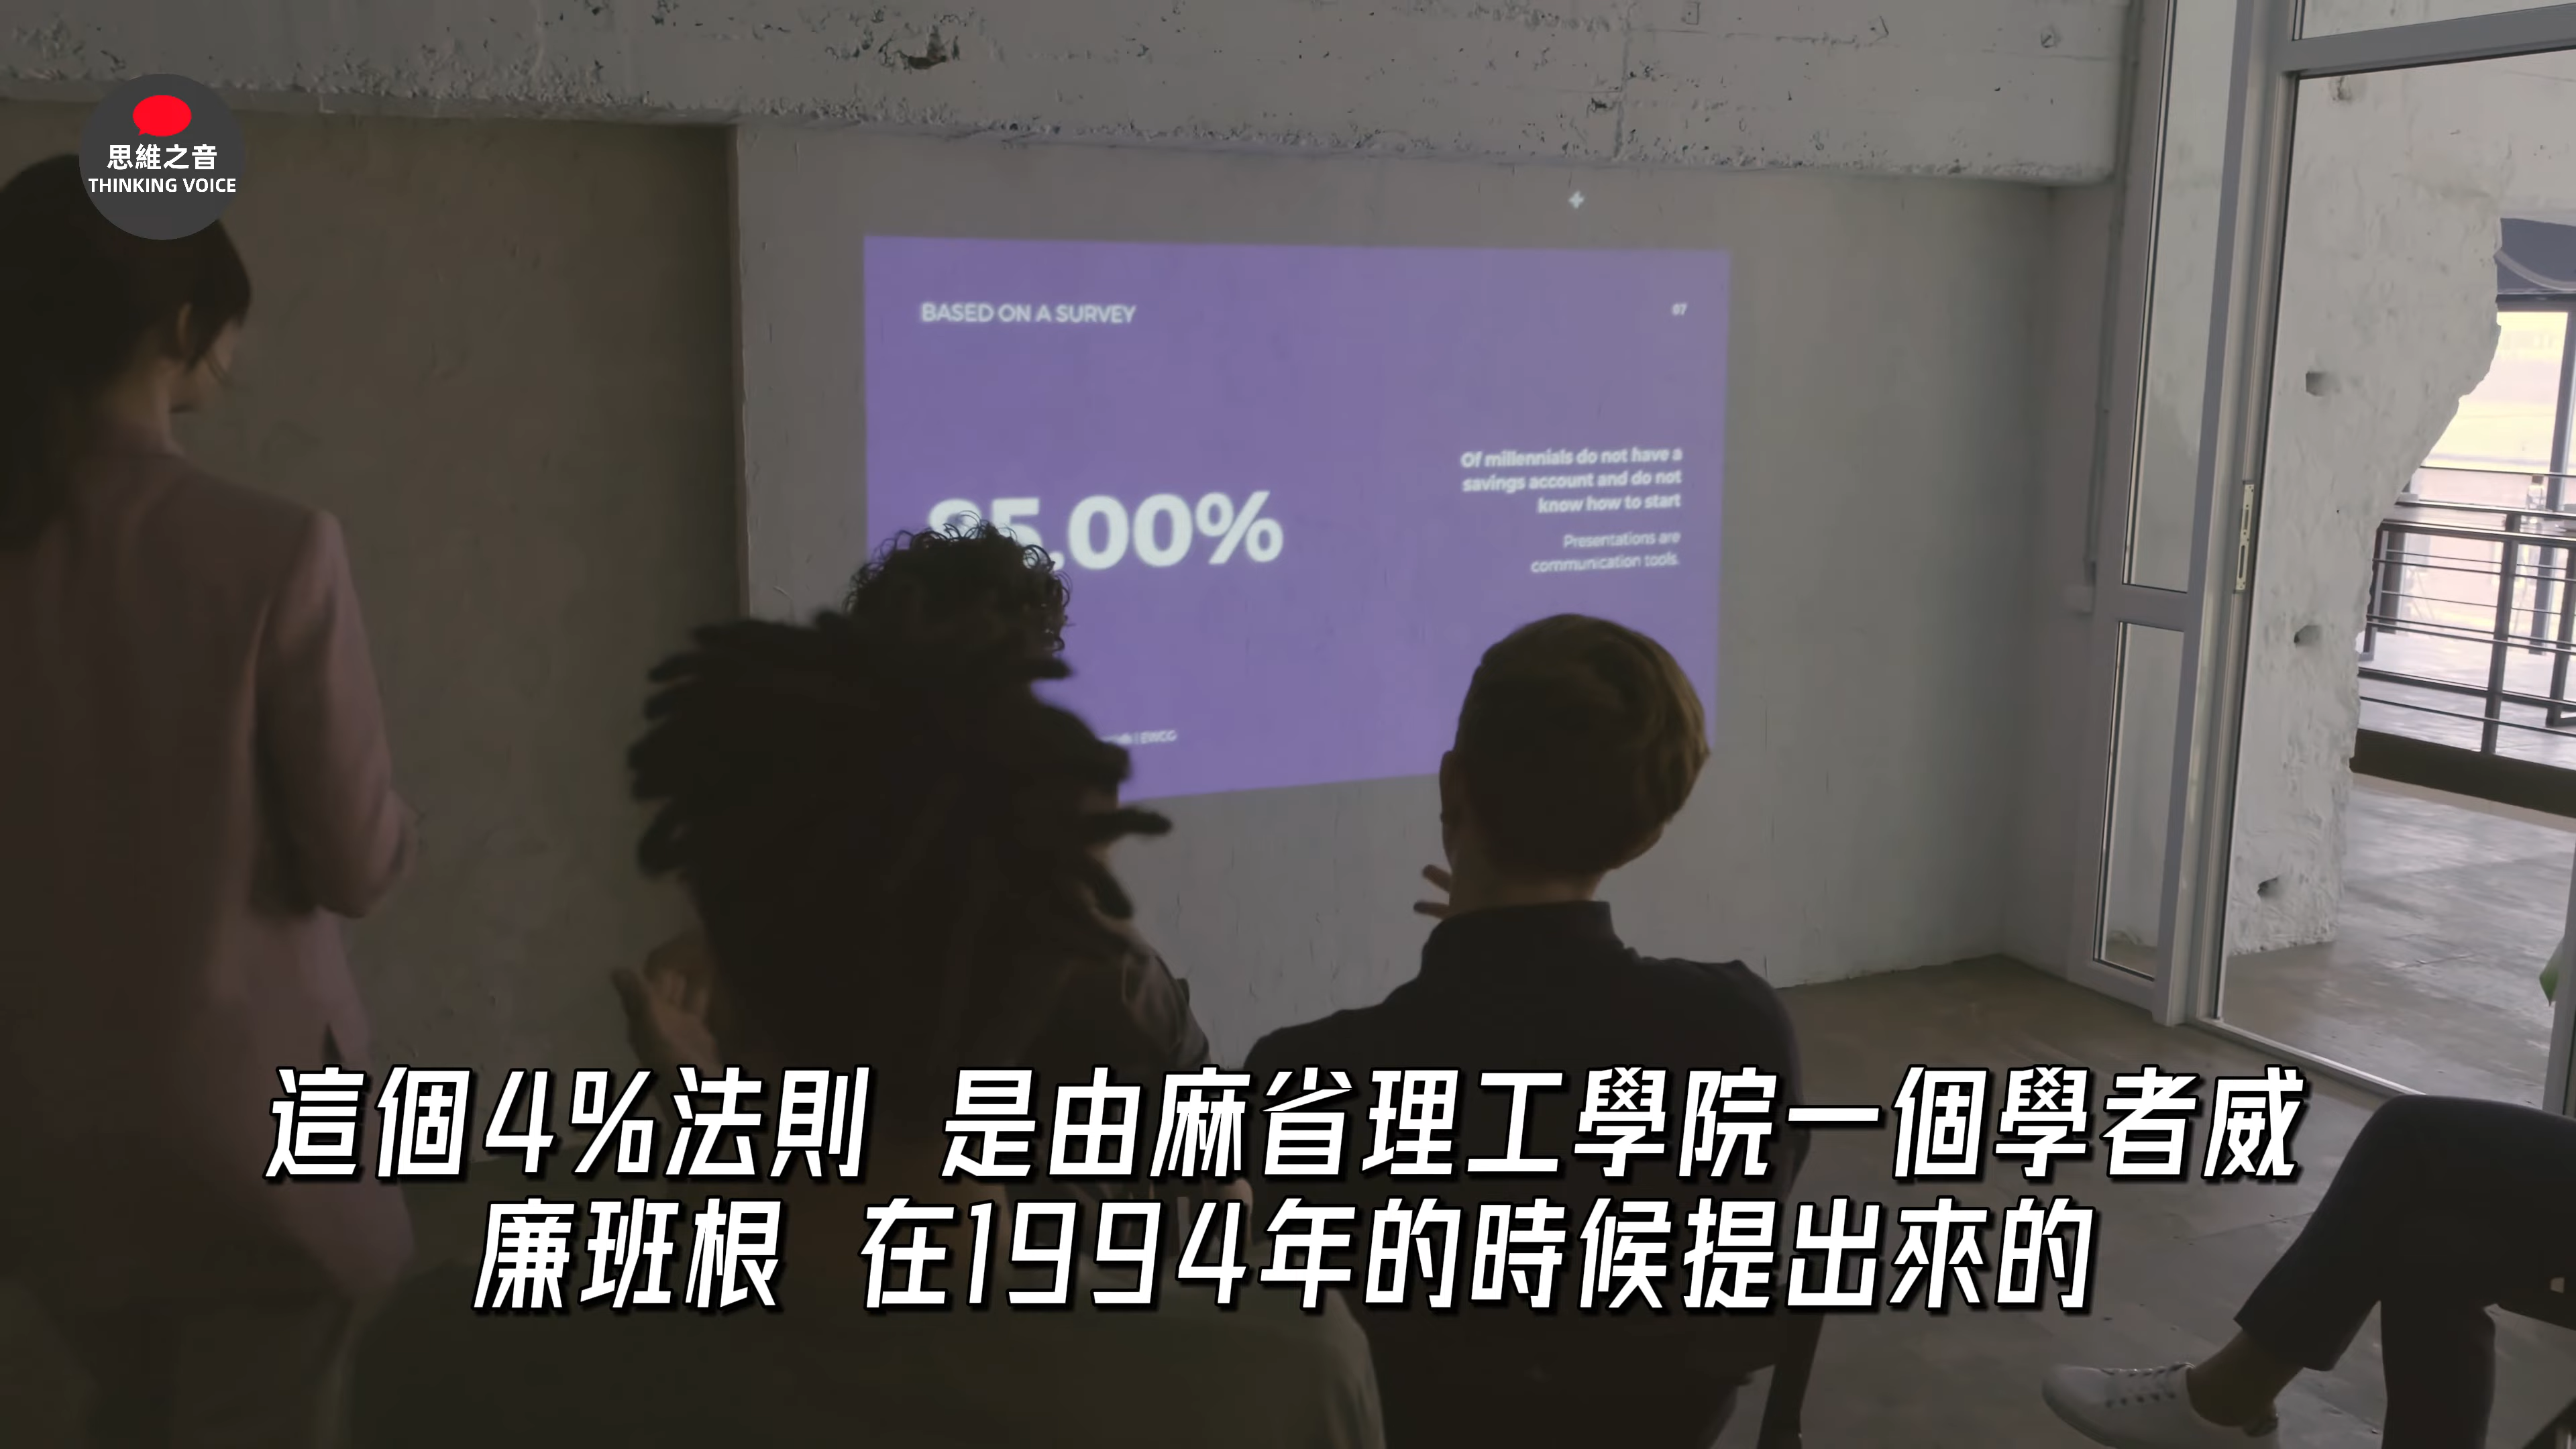 思維之音
THINKING VOICE
BASED ON A SURVEY
07
Of millennials do not have a
savings account and do not
know how to start
Presentations are
communication tools.
5.00%
| EWCG
這個4%法則 是由麻省理工學院一個學者威
廉班根 在1994年的時候提出來的